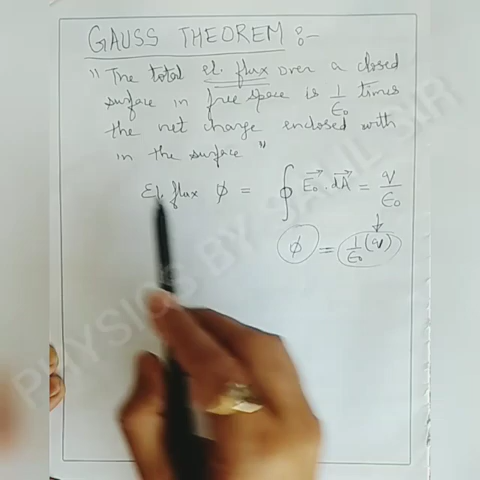 GAUSS THEOREM :-
" The total el. flux over a closed
surface in free space is 1/ε₀ times
the net charge enclosed with
in the surface "
El. flux ϕ = ∮ E₀⃗ . dA⃗ = q/ε₀
ϕ = 1/ε₀ (q)
PHYSICS BY SAHIL SIR